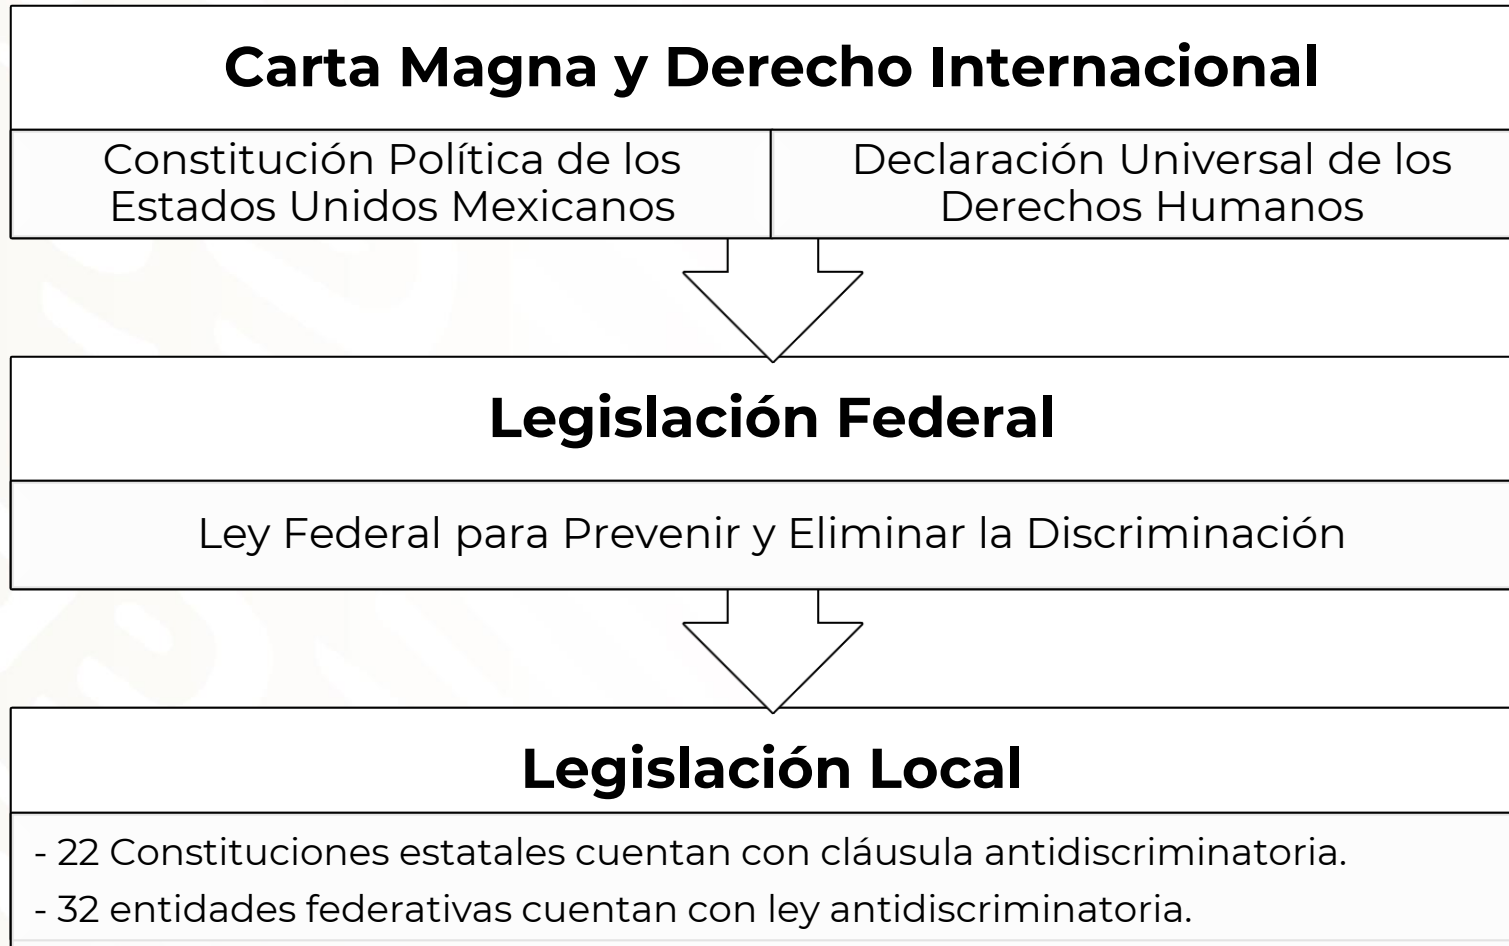 Carta Magna y Derecho Internacional
Constitución Política de los
Estados Unidos Mexicanos
Declaración Universal de los
Derechos Humanos
Legislación Federal
Ley Federal para Prevenir y Eliminar la Discriminación
Legislación Local
- 22 Constituciones estatales cuentan con cláusula antidiscriminatoria.
- 32 entidades federativas cuentan con ley antidiscriminatoria.